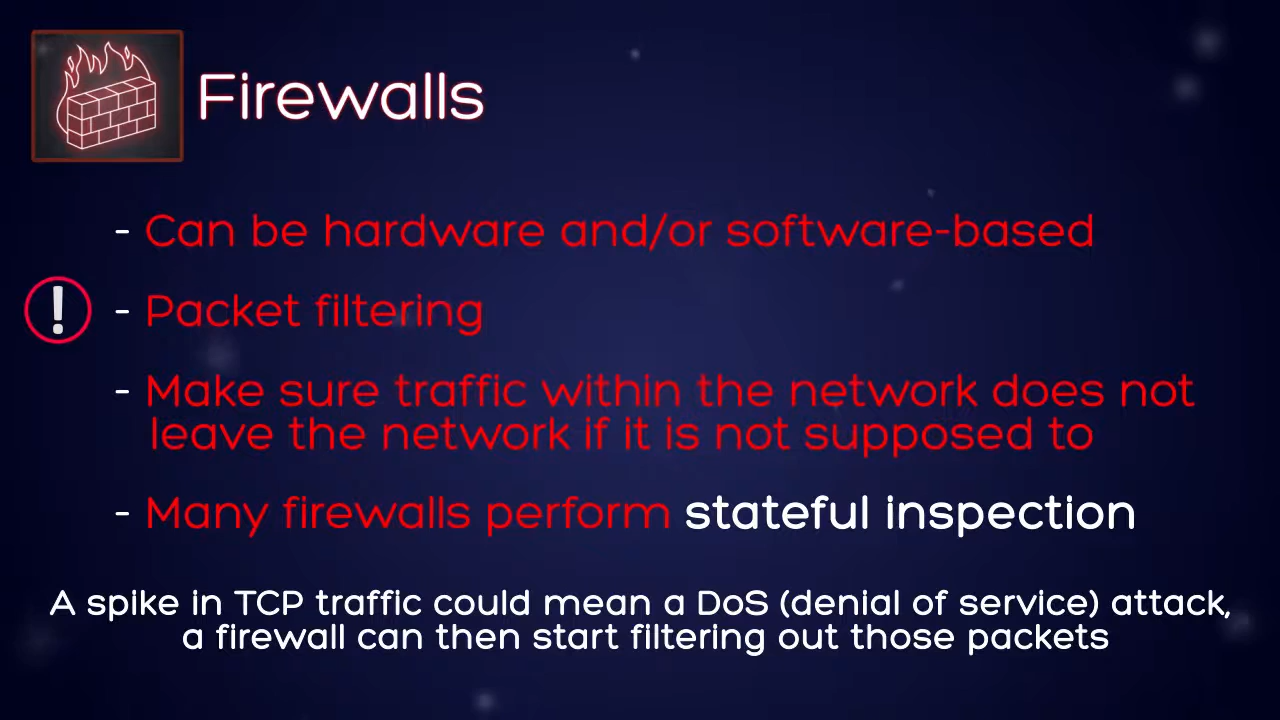 Firewalls
- Can be hardware and/or software-based
! - Packet filtering
- Make sure traffic within the network does not
leave the network if it is not supposed to
- Many firewalls perform stateful inspection
A spike in TCP traffic could mean a DoS (denial of service) attack,
a firewall can then start filtering out those packets